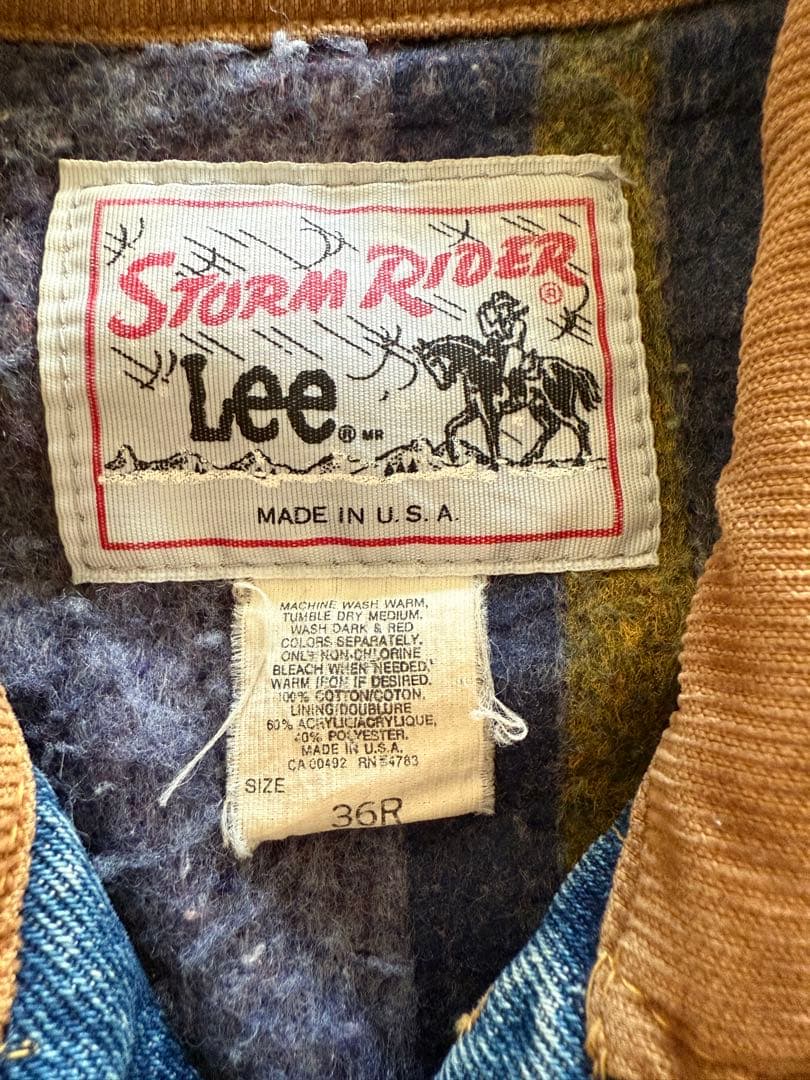 STORM RIDER®
Lee® MR
MADE IN U.S.A.
MACHINE WASH WARM,
TUMBLE DRY MEDIUM.
WASH DARK & RED
COLORS SEPARATELY.
ONLY NON-CHLORINE
BLEACH WHEN NEEDED.
WARM IRON IF DESIRED.
100% COTTON/COTON.
LINING/DOUBLURE
60% ACRYLIC/ACRYLIQUE,
40% POLYESTER.
MADE IN U.S.A.
CA 00492 RN 54783
SIZE
36R